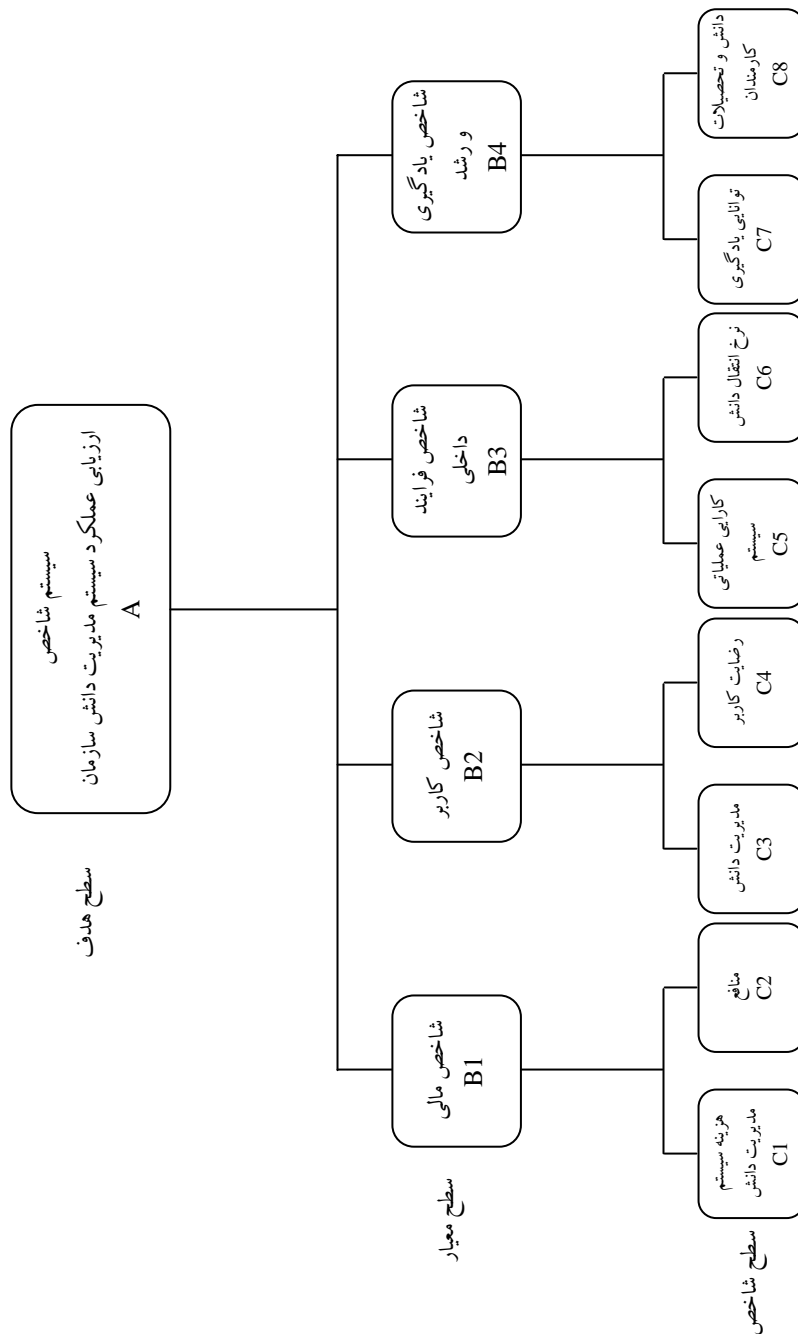 سیستم شاخص
ارزیابی عملکرد سیستم مدیریت دانش سازمان
A
سطح هدف
شاخص مالی
B1
شاخص کاربر
B2
شاخص فرایند
داخلی
B3
شاخص یادگیری
و رشد
B4
سطح معیار
هزینه سیستم
مدیریت دانش
C1
منافع
C2
مدیریت دانش
C3
رضایت کاربر
C4
کارایی عملیاتی
سیستم
C5
نرخ انتقال دانش
C6
توانایی یادگیری
C7
دانش و تحصیلات
کارمندان
C8
سطح شاخص